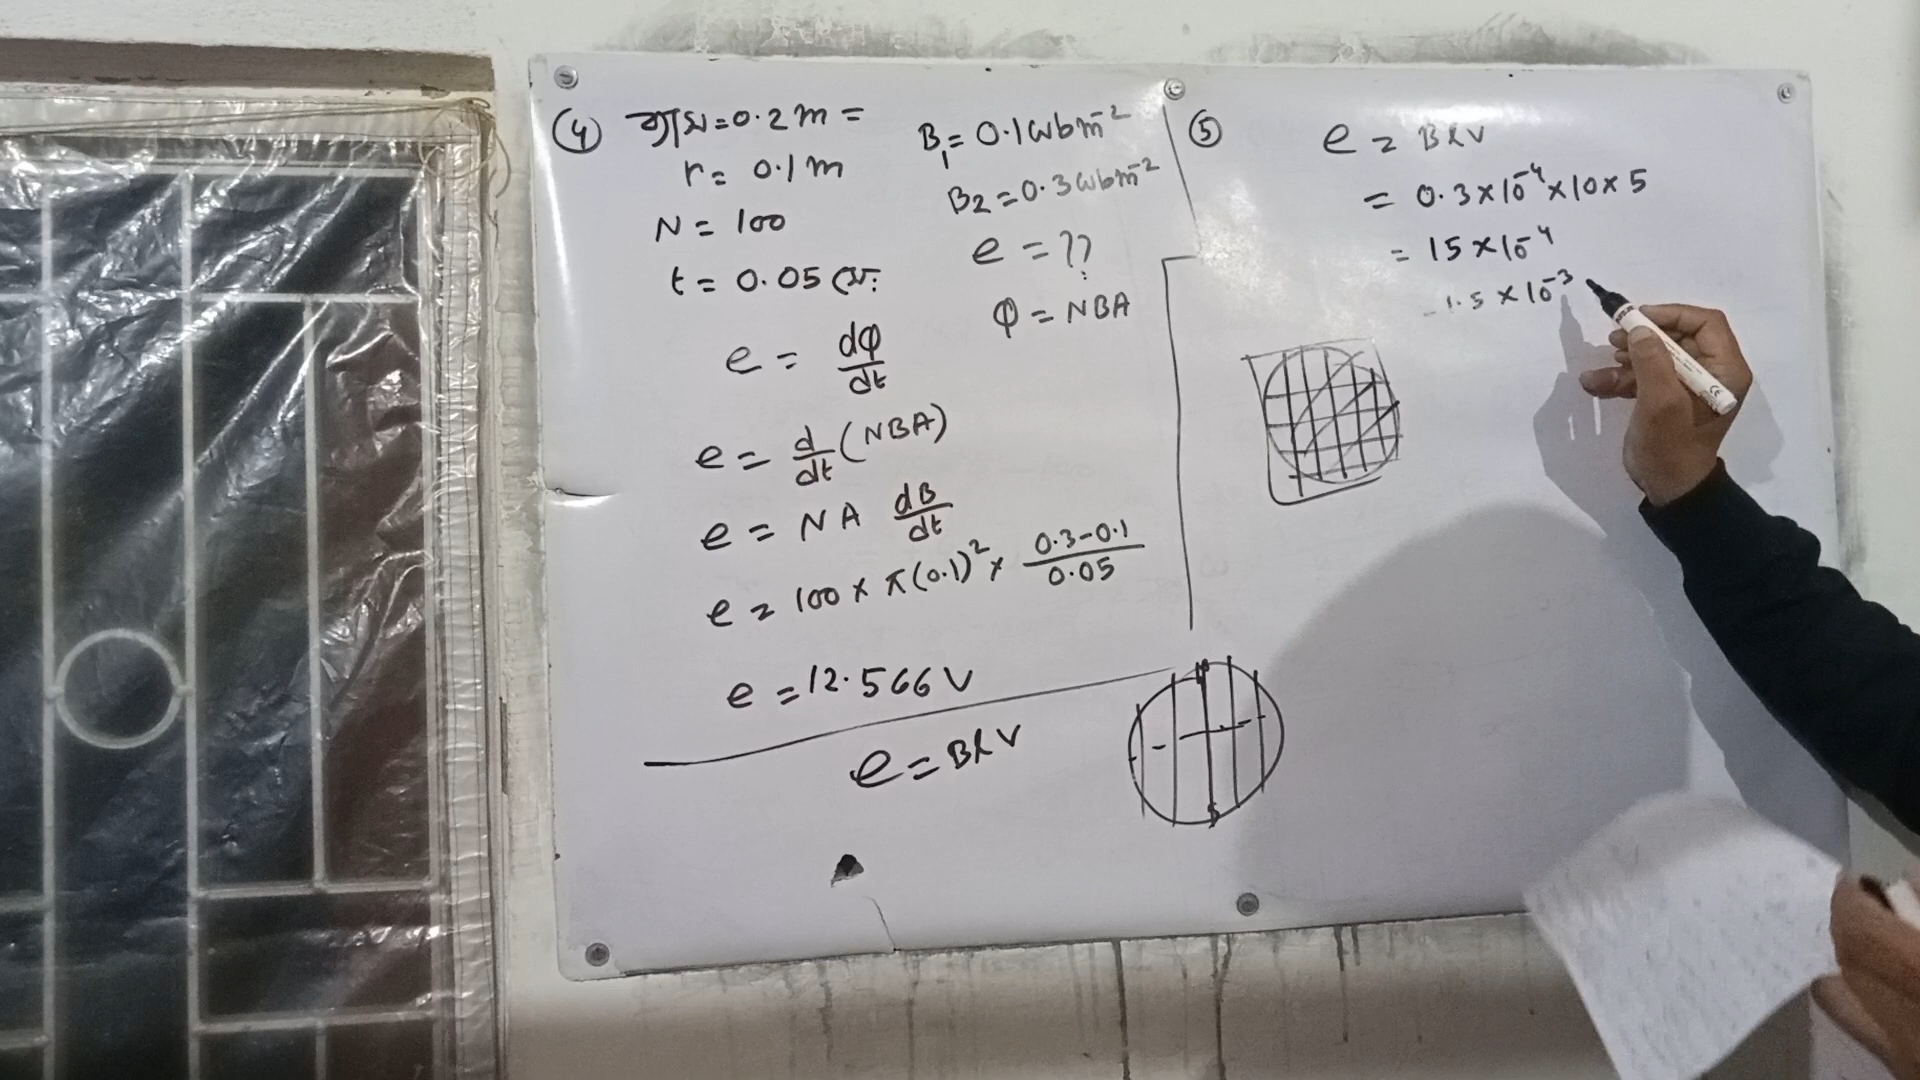 ④ ব্যাস = 0.2 m =
r = 0.1 m
N = 100
t = 0.05 সে:
B₁ = 0.1 wbm⁻²
B₂ = 0.3 wbm⁻²
e = ??
φ = NBA
e = dφ/dt
e = d/dt (NBA)
e = NA dB/dt
e = 100 × π(0.1)² × (0.3-0.1)/0.05
e = 12.566 V
e = Blv
⑤ e = Blv
= 0.3 × 10⁻⁴ × 10 × 5
= 15 × 10⁻⁴
= 1.5 × 10⁻³
S